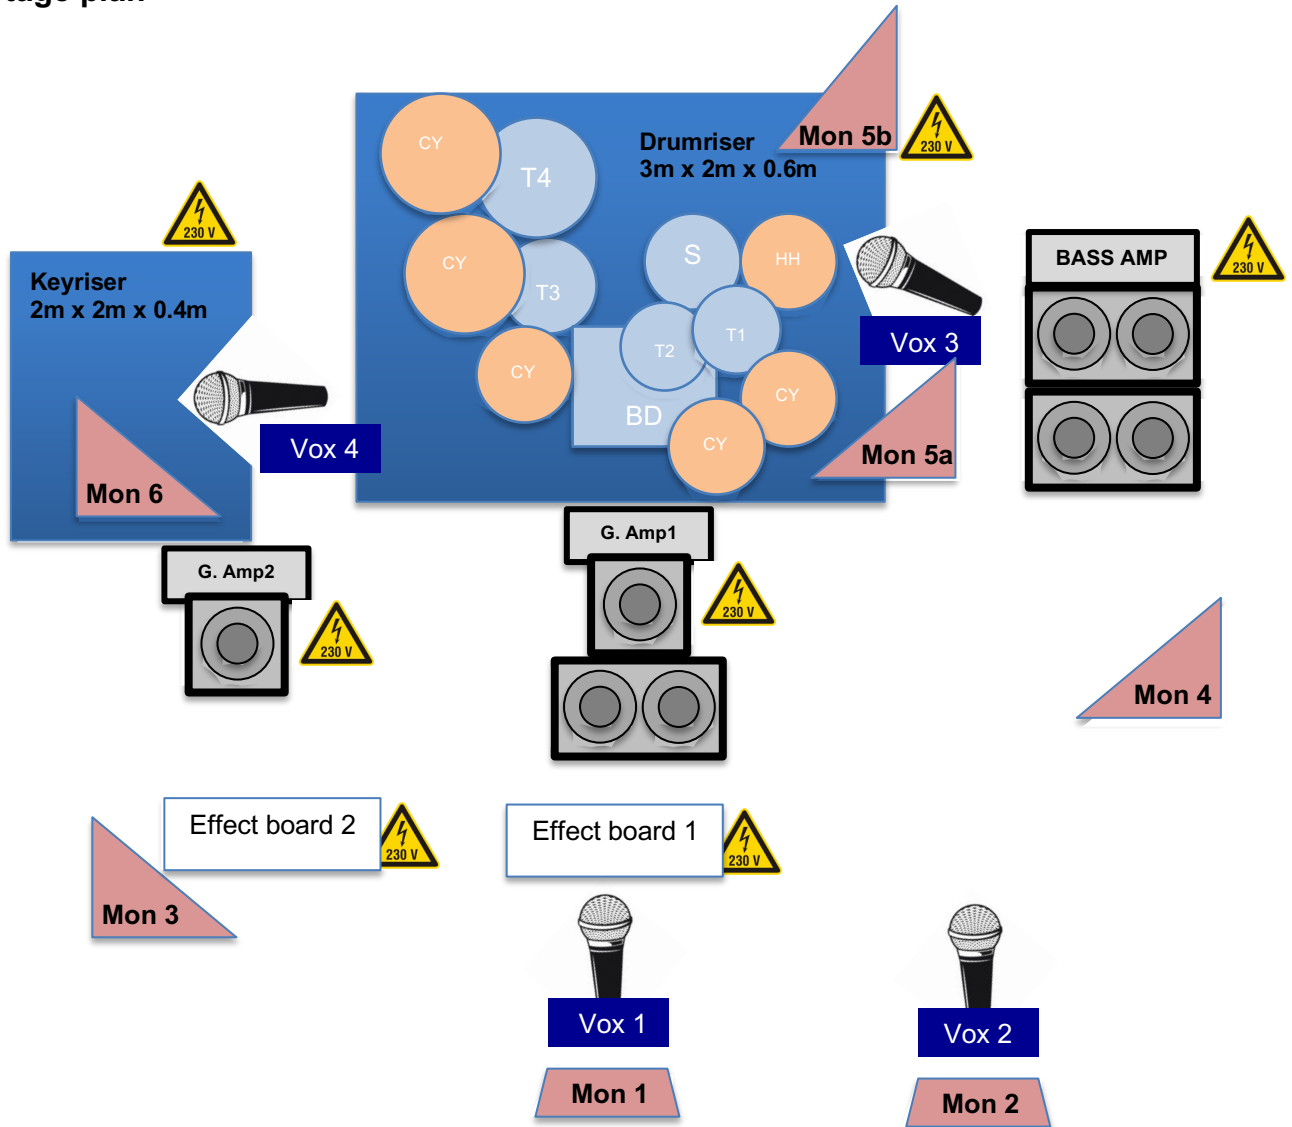 tage plan
Mon 5b
230 V
Drumriser
3m x 2m x 0.6m
CY
T4
230 V
Keyriser
2m x 2m x 0.4m
CY
T3
S
HH
T2
T1
Vox 3
BASS AMP
230 V
CY
BD
CY
CY
Mon 5a
Vox 4
Mon 6
G. Amp1
230 V
G. Amp2
230 V
Mon 4
Effect board 2
230 V
Effect board 1
230 V
Mon 3
Vox 1
Vox 2
Mon 1
Mon 2